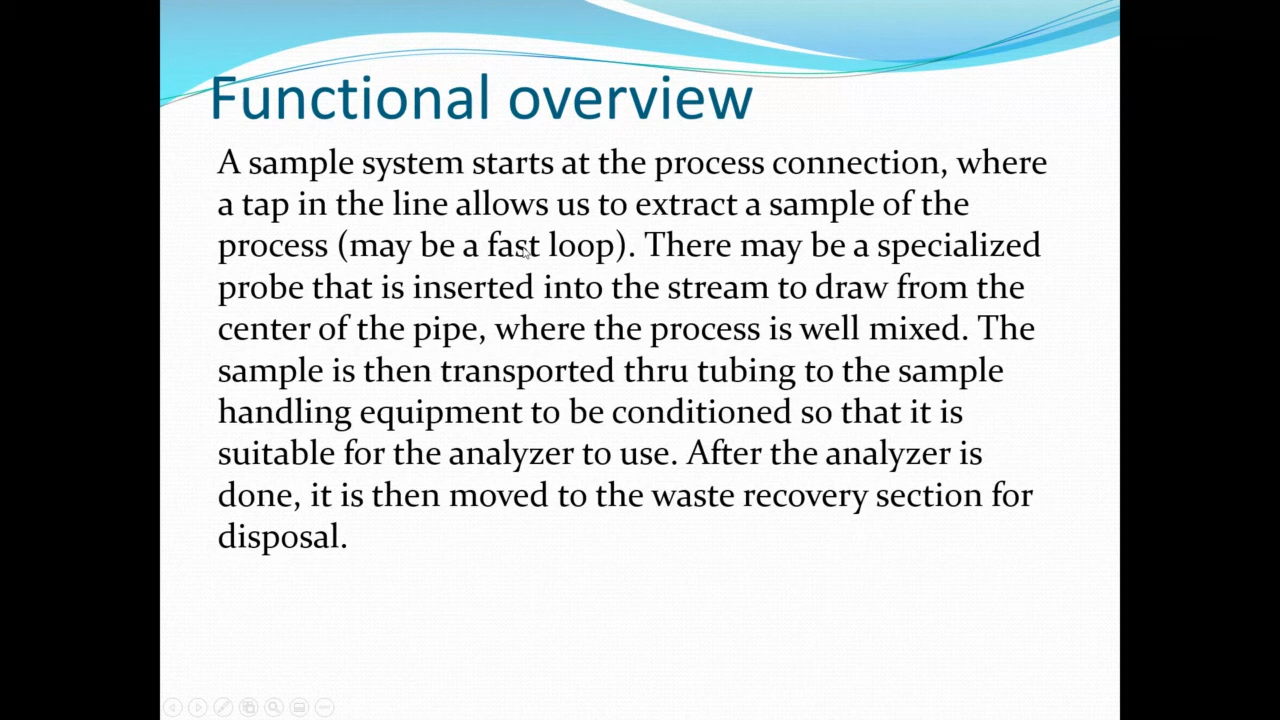 Functional overview
A sample system starts at the process connection, where
a tap in the line allows us to extract a sample of the
process (may be a fast loop). There may be a specialized
probe that is inserted into the stream to draw from the
center of the pipe, where the process is well mixed. The
sample is then transported thru tubing to the sample
handling equipment to be conditioned so that it is
suitable for the analyzer to use. After the analyzer is
done, it is then moved to the waste recovery section for
disposal.